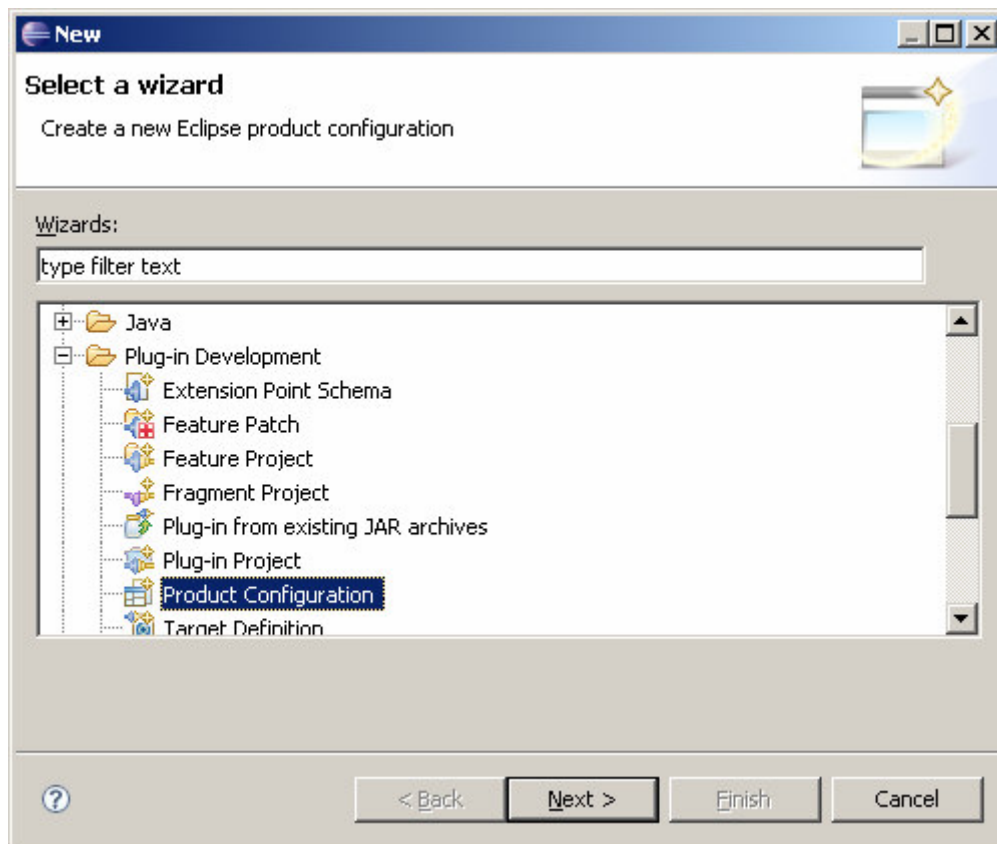 New
Select a wizard
Create a new Eclipse product configuration
Wizards:
type filter text
Java
Plug-in Development
Extension Point Schema
Feature Patch
Feature Project
Fragment Project
Plug-in from existing JAR archives
Plug-in Project
Product Configuration
Target Definition
? < Back Next > Finish Cancel